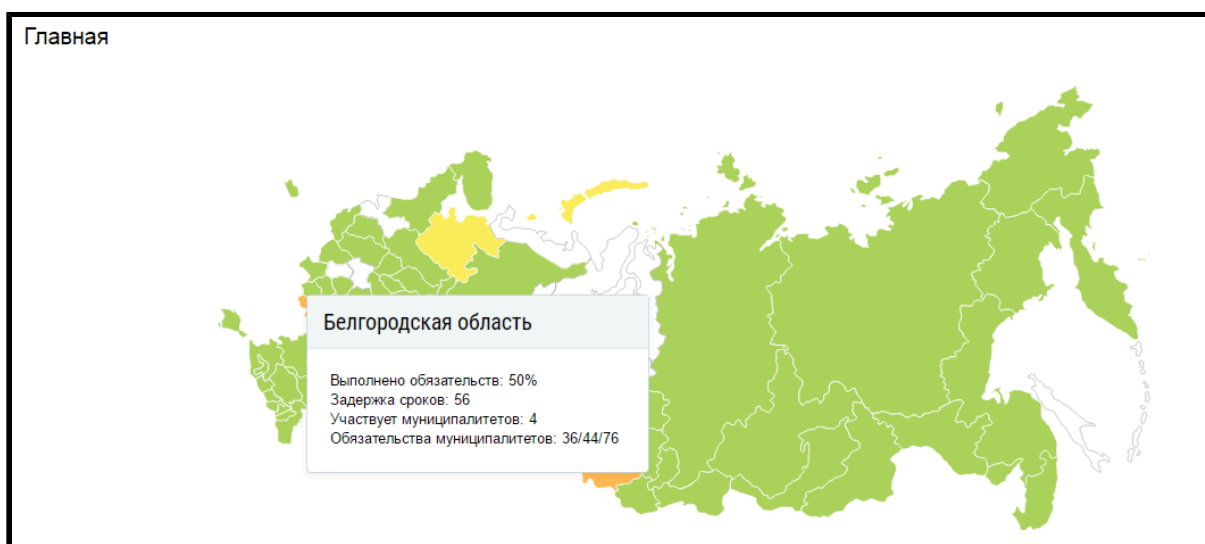 Главная
Белгородская область
Выполнено обязательств: 50%
Задержка сроков: 56
Участвует муниципалитетов: 4
Обязательства муниципалитетов: 36/44/76